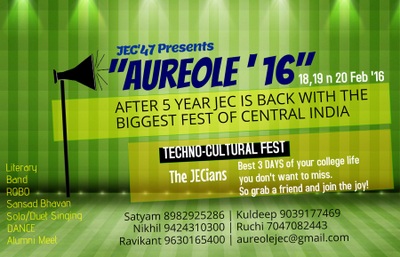 JEC'47 Presents
"AUREOLE ' 16"
18,19 n 20 Feb '16
AFTER 5 YEAR JEC IS BACK WITH THE
BIGGEST FEST OF CENTRAL INDIA
TECHNO-CULTURAL FEST
The JECians
Best 3 DAYS of your college life
you don't want to miss.
So grab a friend and join the joy!
Literary
Band
ROBO
Sansad Bhavan
Solo/Duet Singing
DANCE
Alumni Meet
Satyam 8982925286 | Kuldeep 9039177469
Nikhil 9424310300 | Ruchi 7047082443
Ravikant 9630165400 | aureolejec@gmail.com